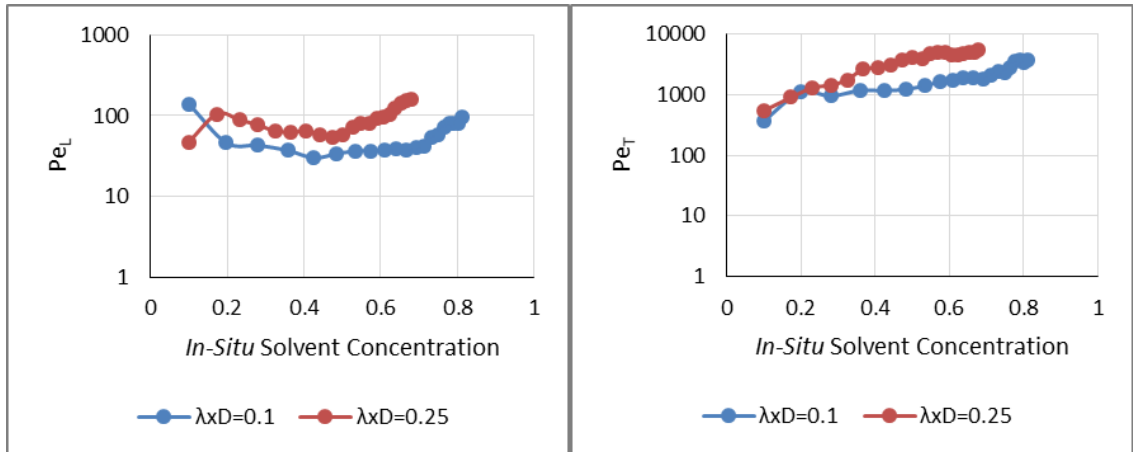 1000
100
10
1
Pe_L
0 0.2 0.4 0.6 0.8 1
In-Situ Solvent Concentration
λxD=0.1 λxD=0.25
10000
1000
100
10
1
Pe_T
0 0.2 0.4 0.6 0.8 1
In-Situ Solvent Concentration
λxD=0.1 λxD=0.25